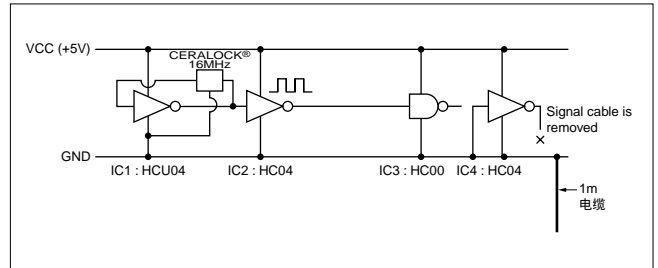 VCC (+5V)
CERALOCK®
16MHz
Signal cable is
removed
GND
IC1 : HCU04
IC2 : HC04
IC3 : HC00
IC4 : HC04
1m
电缆